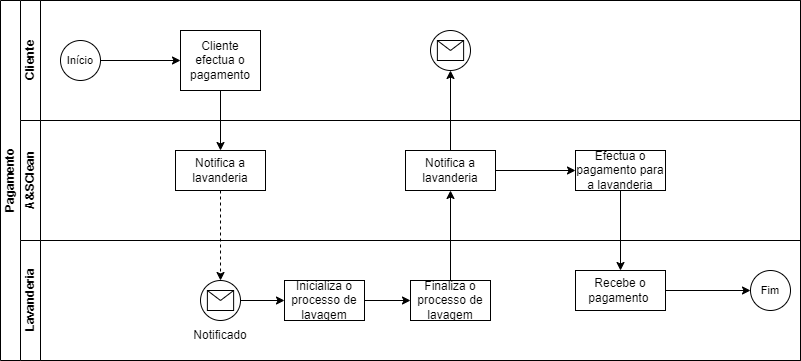 Pagamento
Cliente
Início
Cliente
efectua o
pagamento
A&SClean
Notifica a
lavanderia
Notifica a
lavanderia
Efectua o
pagamento para
a lavanderia
Lavanderia
Notificado
Inicializa o
processo de
lavagem
Finaliza o
processo de
lavagem
Recebe o
pagamento
Fim